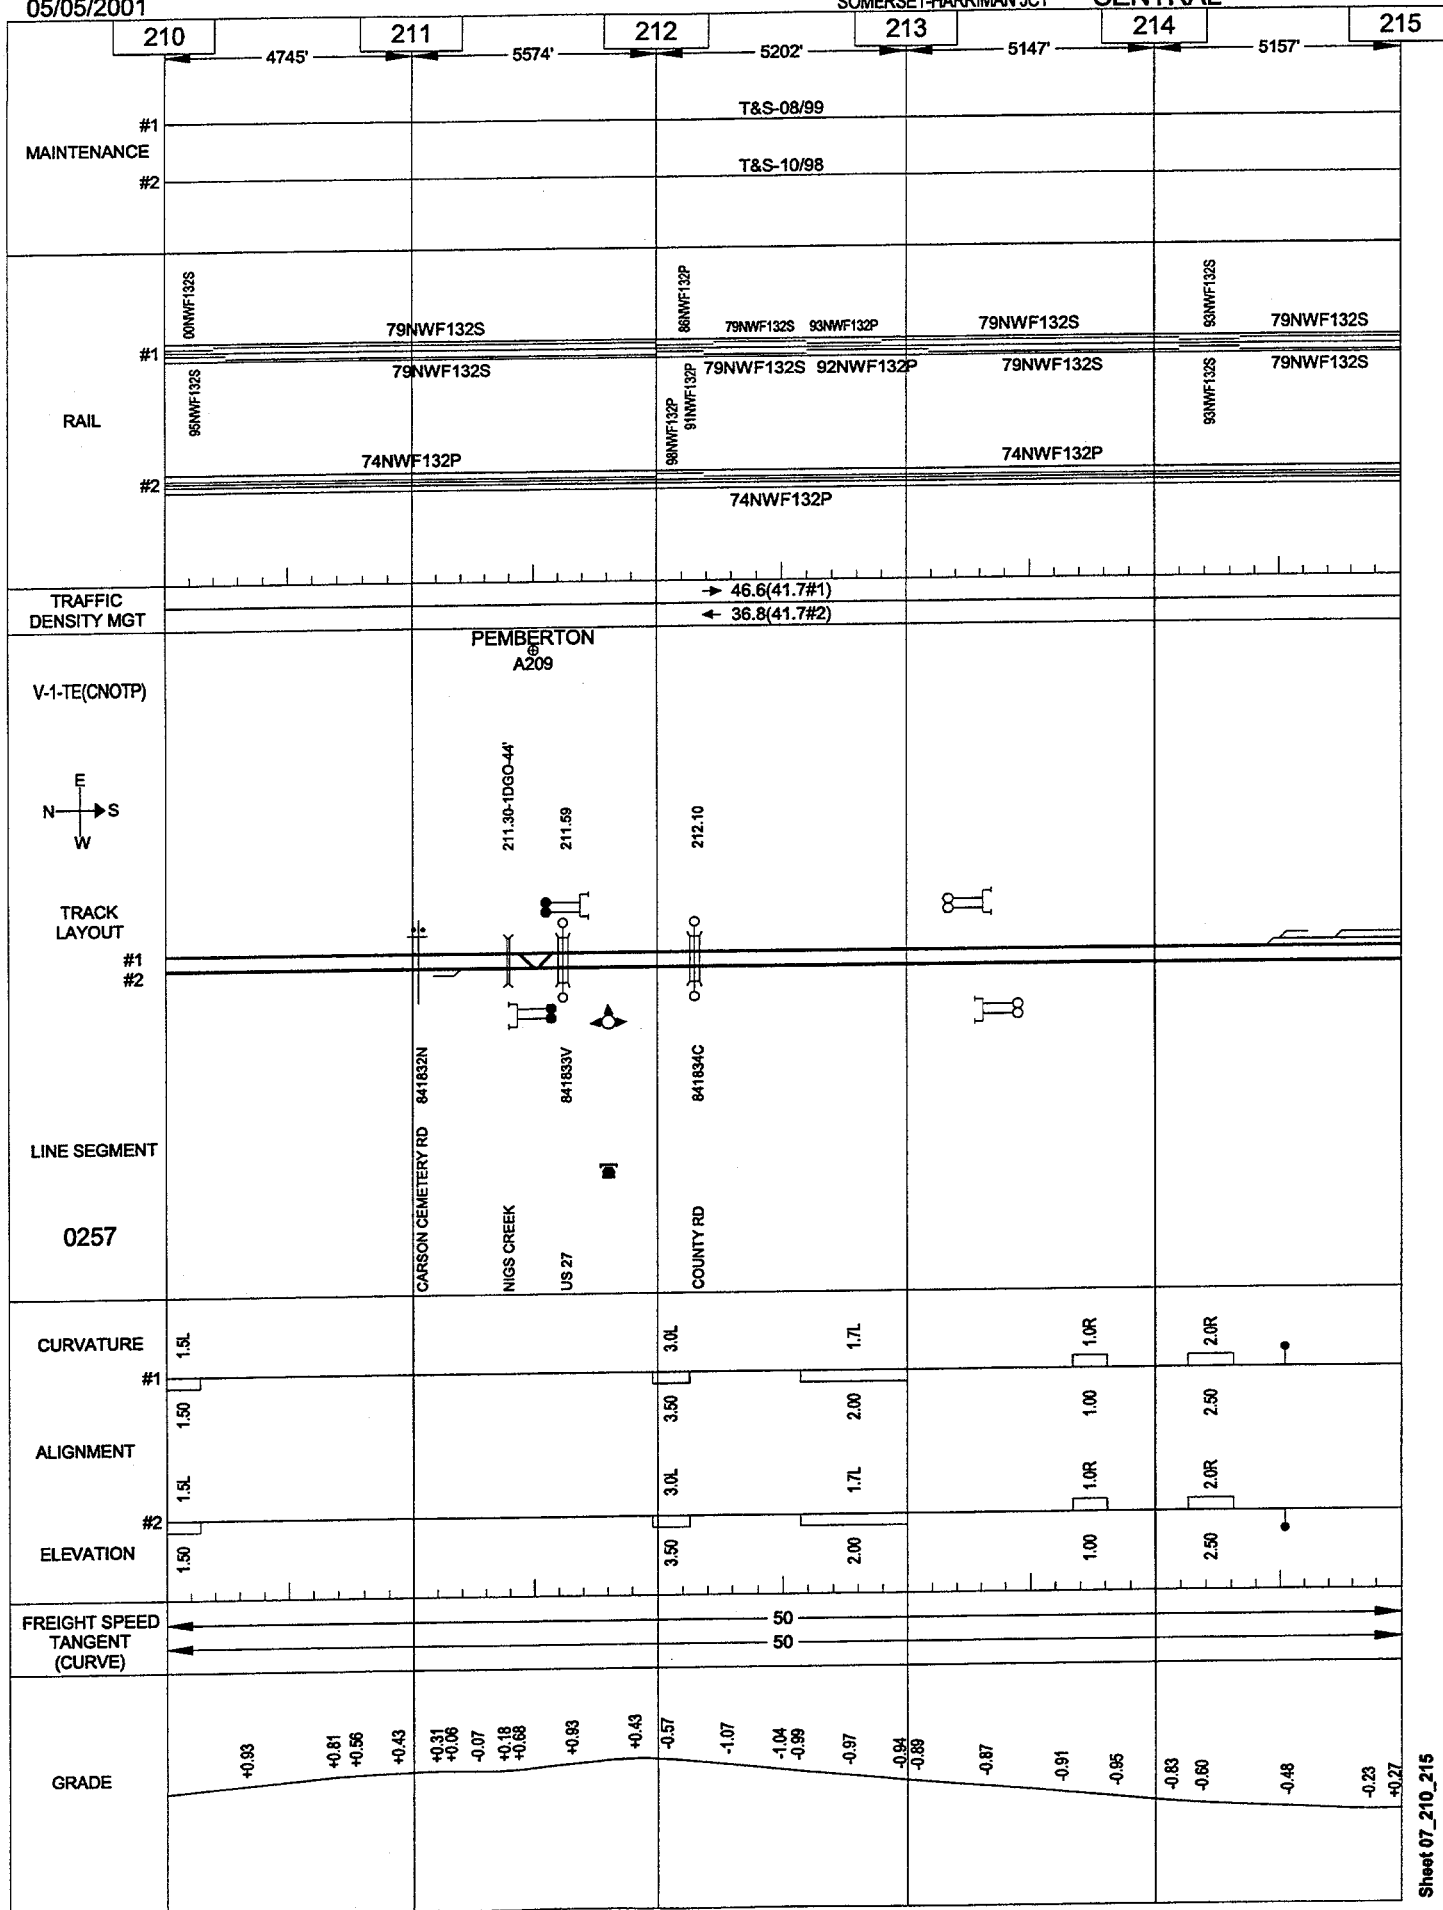 05/05/2001
SOMERSET-HARRIMAN JCT CENTRAL
210 211 212 213 214 215
4745' 5574' 5202' 5147' 5157'
T&S-08/99
#1
MAINTENANCE
T&S-10/98
#2
00NWF132S 86NWF132P 93NWF132S
79NWF132S 79NWF132S 93NWF132P 79NWF132S 79NWF132S
#1
79NWF132S 79NWF132S 92NWF132P 79NWF132S 79NWF132S
95NWF132S 98NWF132P 91NWF132P 93NWF132S
RAIL
74NWF132P 74NWF132P
#2
74NWF132P
TRAFFIC
DENSITY MGT
46.6(41.7#1)
36.8(41.7#2)
PEMBERTON
A209
V-1-TE(CNOTP)
E
N S
W
211.30-1DGO-44' 211.59 212.10
TRACK
LAYOUT
#1
#2
841832N 841833V 841834C
LINE SEGMENT
0257
CARSON CEMETERY RD NIGS CREEK US 27 COUNTY RD
CURVATURE
1.5L 3.0L 1.7L 1.0R 2.0R
#1
1.50 3.50 2.00 1.00 2.50
ALIGNMENT
1.5L 3.0L 1.7L 1.0R 2.0R
#2
ELEVATION
1.50 3.50 2.00 1.00 2.50
FREIGHT SPEED
TANGENT
(CURVE)
50
50
GRADE
+0.93 +0.81 +0.56 +0.43 +0.31 +0.06 -0.07 +0.18 +0.68 +0.93 +0.43 -0.57 -1.07 -1.04 -0.99 -0.97 -0.94 -0.89 -0.87 -0.91 -0.95 -0.83 -0.60 -0.48 -0.23 +0.27
Sheet 07_210_215